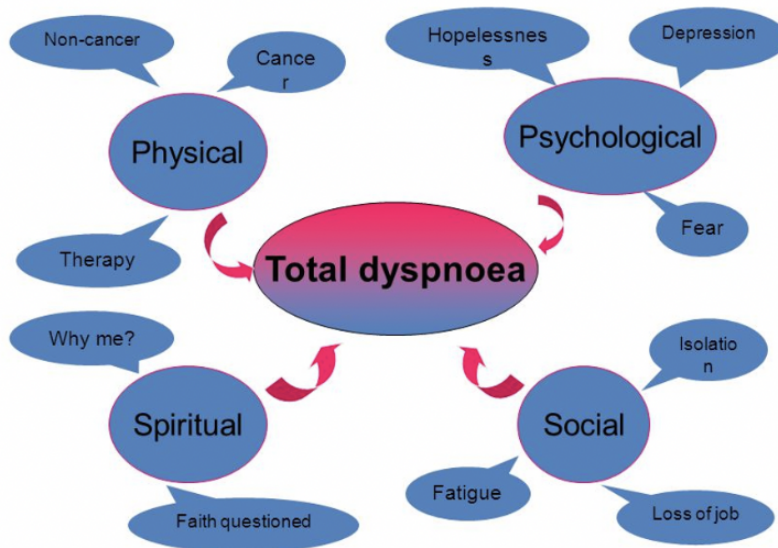 Non-cancer
Cance
r
Hopelessnes
s
Depression
Physical
Psychological
Therapy
Fear
Total dyspnoea
Why me?
Isolatio
n
Spiritual
Social
Fatigue
Faith questioned
Loss of job